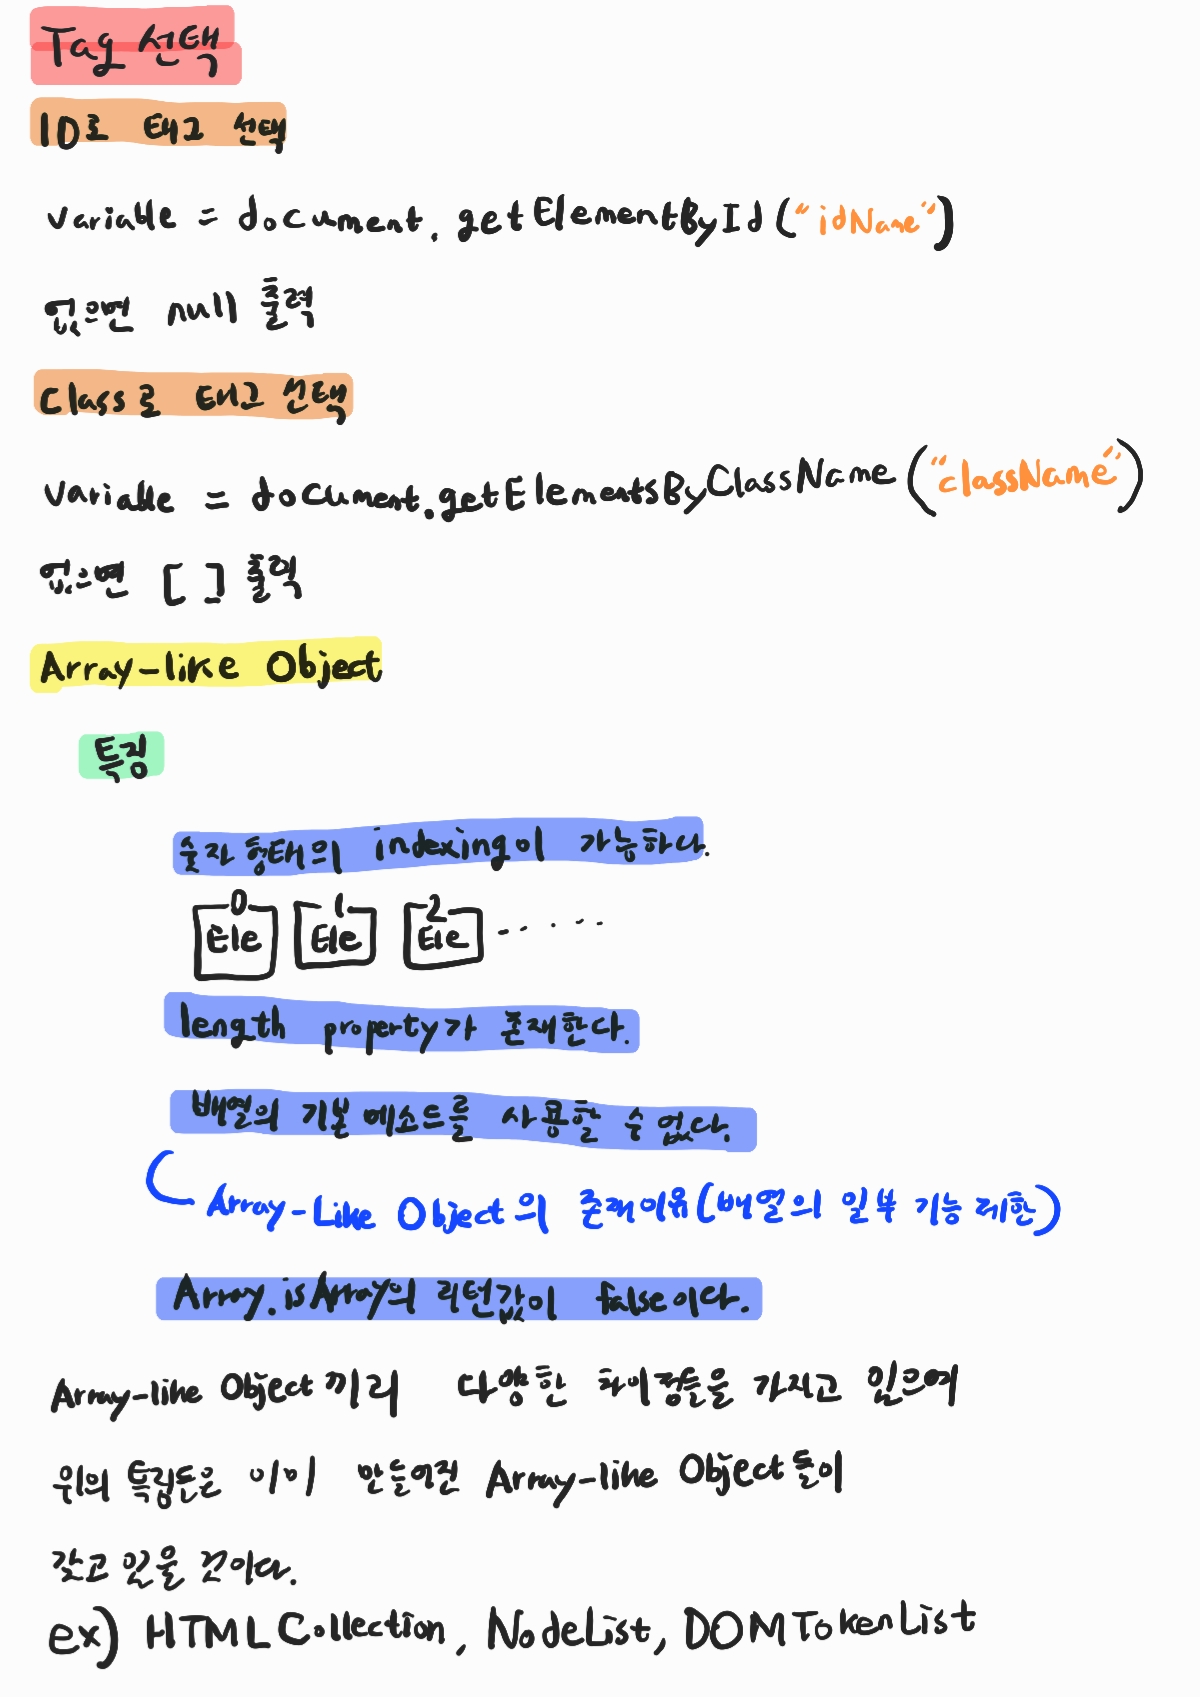 Tag 선택
ID로 태그 선택
variable = document.getElementById("idName")
없으면 null 출력
Class로 태그 선택
variable = document.getElementsByClassName("className")
없으면 [ ] 출력
Array-like Object
특징
숫자 형태의 indexing이 가능하다.
0 1 2
Ele Ele Ele -.....
length property가 존재한다.
배열의 기본 메소드를 사용할 수 없다.
Array-Like Object의 존재이유(배열의 일부 기능 제한)
Array.isArray의 리턴값이 false이다.
Array-like Object끼리 다양한 차이점들을 가지고 있으며
위의 특징들은 이미 만들어진 Array-like Object들이
갖고 있을 것이다.
ex) HTMLCollection, NodeList, DOMTokenList